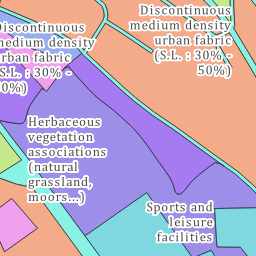 Discontinuous
medium density
urban fabric
(S.L. : 30% -
50%)
Discontinuous
medium density
urban fabric
(S.L. : 30% -
50%)
Herbaceous
vegetation
associations
(natural
grassland,
moors...)
Sports and
leisure
facilities